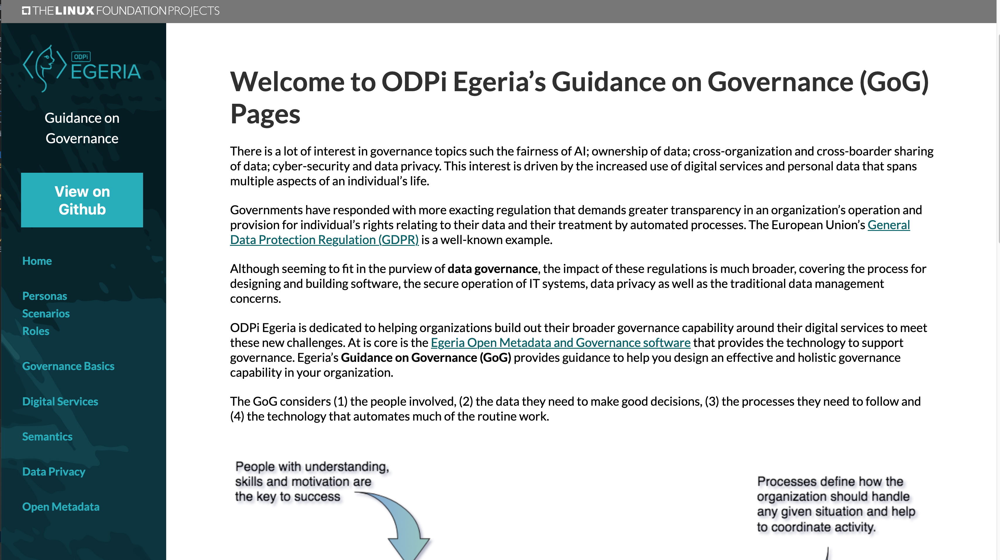 THE LINUX FOUNDATION PROJECTS
ODPi
EGERIA
Guidance on
Governance
View on
Github
Home
Personas
Scenarios
Roles
Governance Basics
Digital Services
Semantics
Data Privacy
Open Metadata
Welcome to ODPi Egeria’s Guidance on Governance (GoG)
Pages
There is a lot of interest in governance topics such the fairness of AI; ownership of data; cross-organization and cross-boarder sharing
of data; cyber-security and data privacy. This interest is driven by the increased use of digital services and personal data that spans
multiple aspects of an individual’s life.
Governments have responded with more exacting regulation that demands greater transparency in an organization’s operation and
provision for individual’s rights relating to their data and their treatment by automated processes. The European Union’s General
Data Protection Regulation (GDPR) is a well-known example.
Although seeming to fit in the purview of data governance, the impact of these regulations is much broader, covering the process for
designing and building software, the secure operation of IT systems, data privacy as well as the traditional data management
concerns.
ODPi Egeria is dedicated to helping organizations build out their broader governance capability around their digital services to meet
these new challenges. At is core is the Egeria Open Metadata and Governance software that provides the technology to support
governance. Egeria’s Guidance on Governance (GoG) provides guidance to help you design an effective and holistic governance
capability in your organization.
The GoG considers (1) the people involved, (2) the data they need to make good decisions, (3) the processes they need to follow and
(4) the technology that automates much of the routine work.
People with understanding,
skills and motivation are
the key to success
Processes define how the
organization should handle
any given situation and help
to coordinate activity.